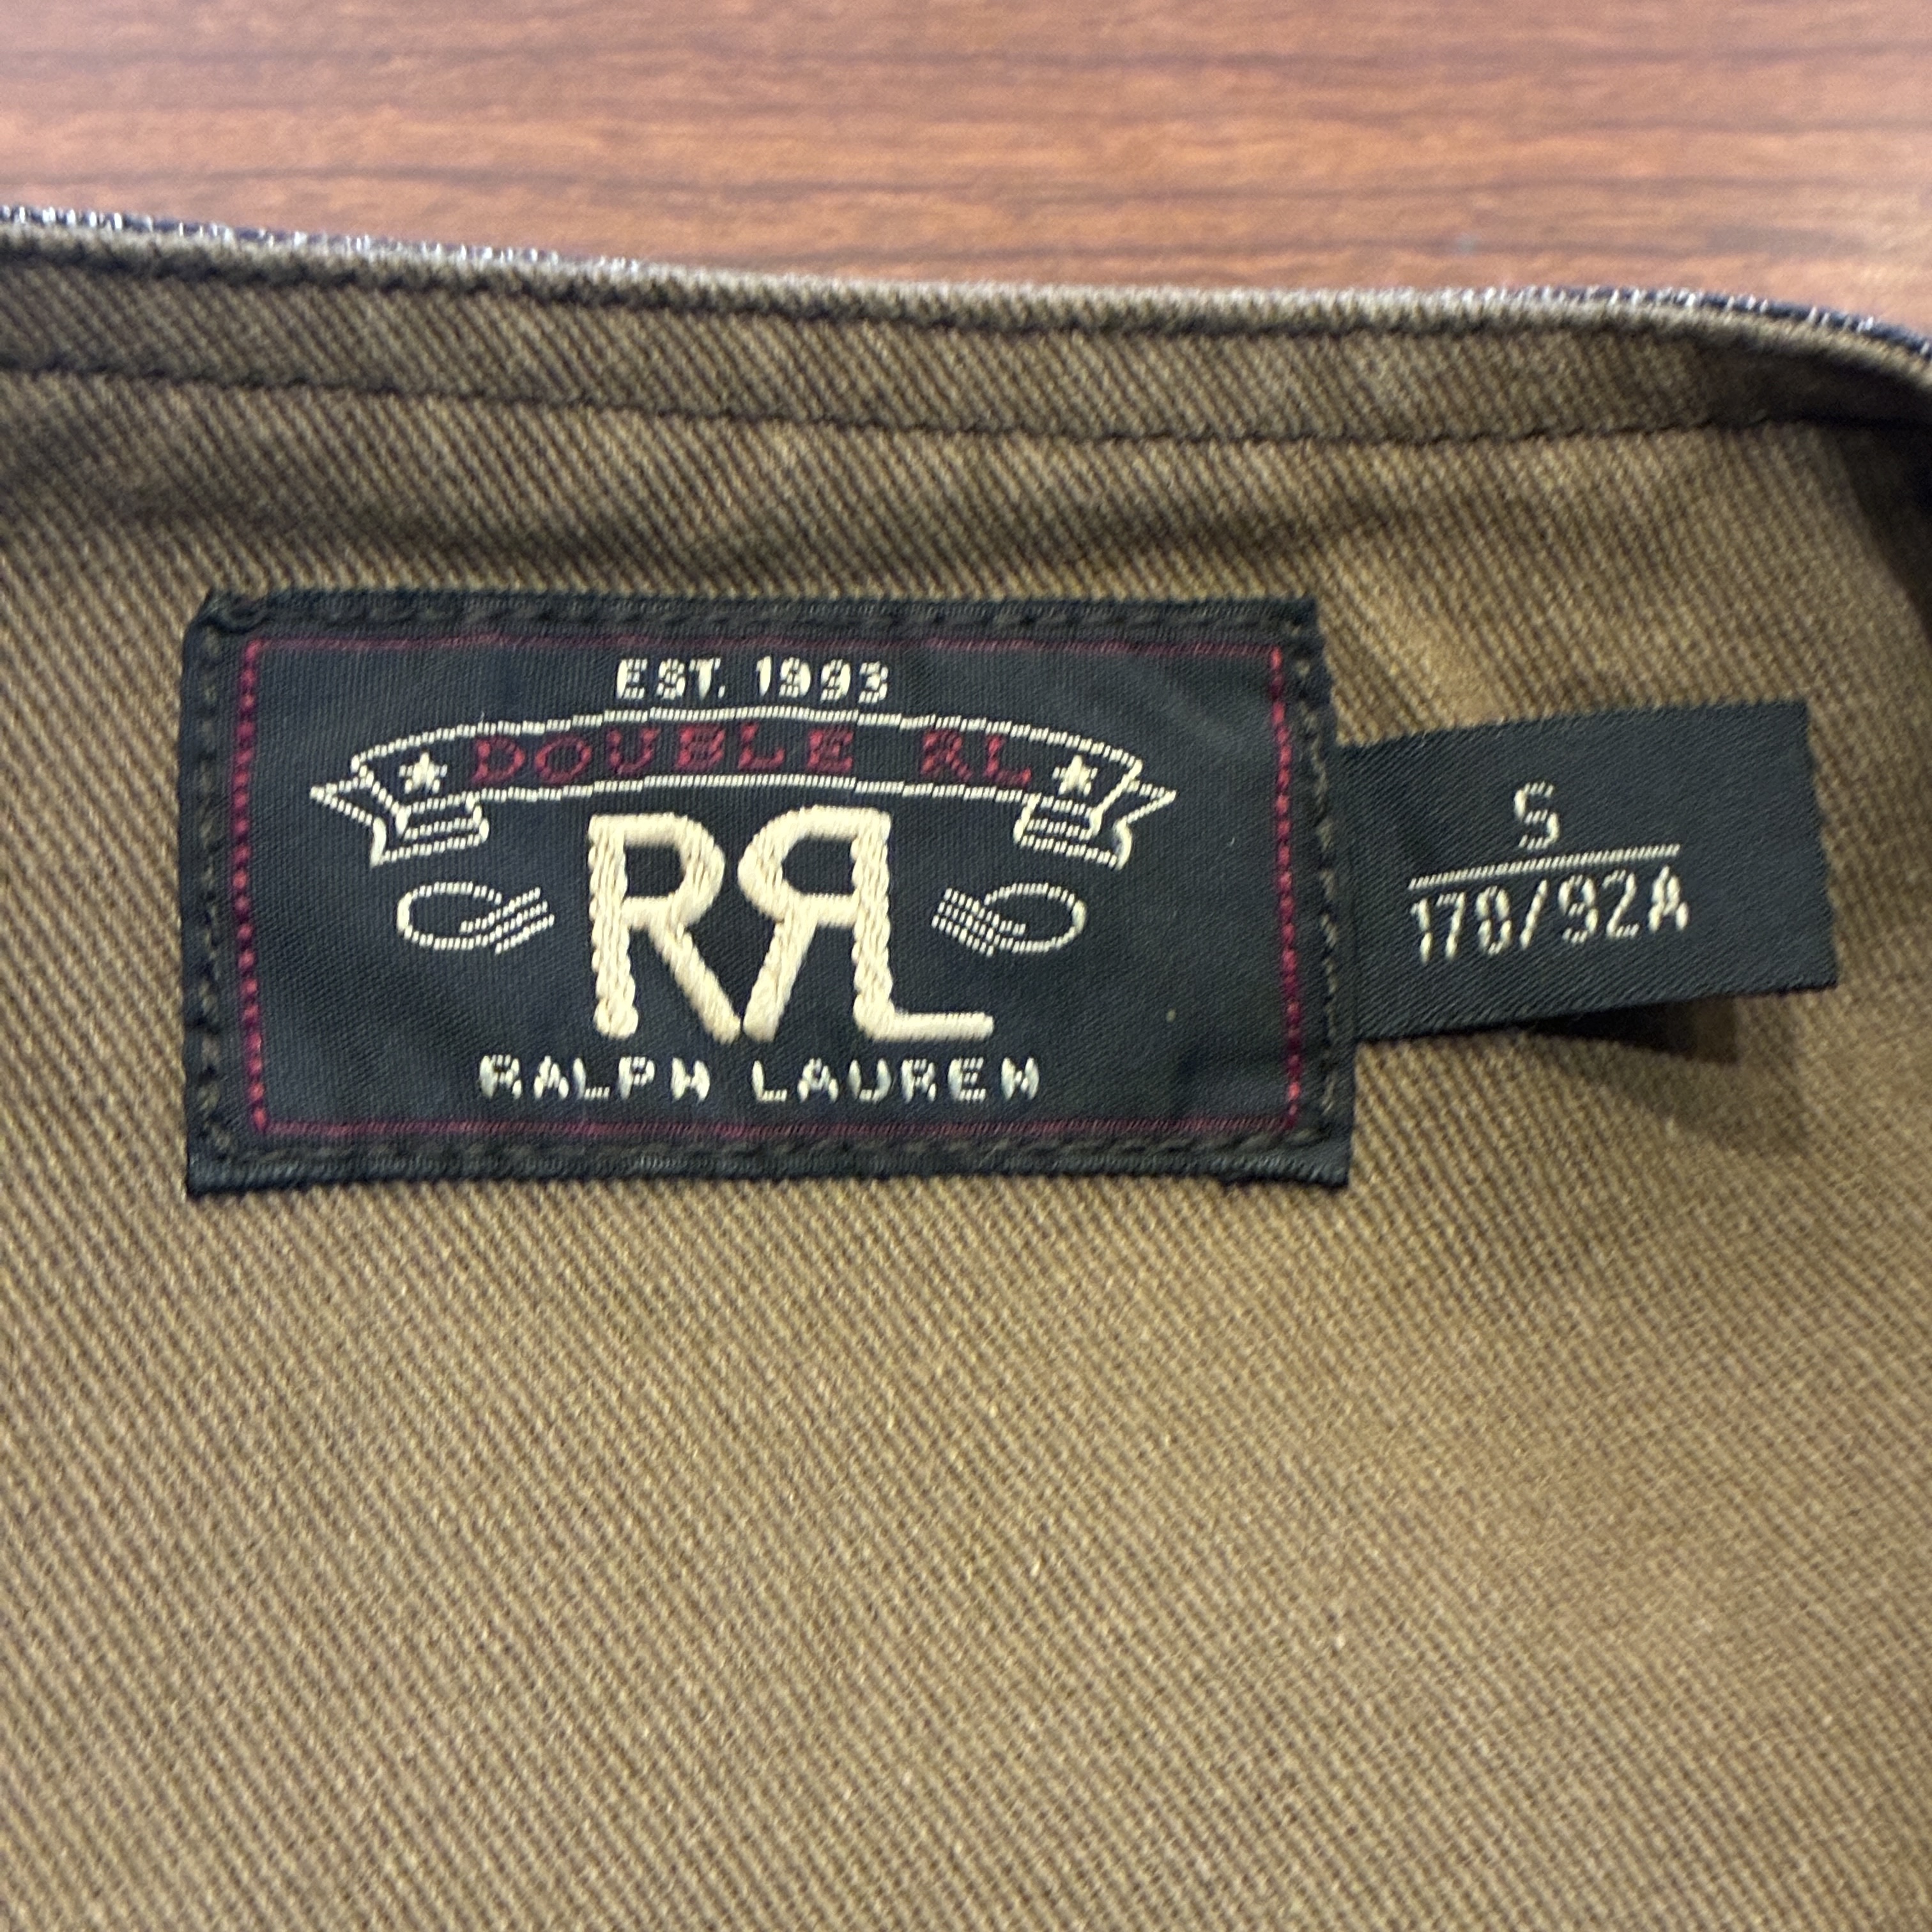 EST. 1993
DOUBLE RL
RRL
RALPH LAUREN
S
170/92A